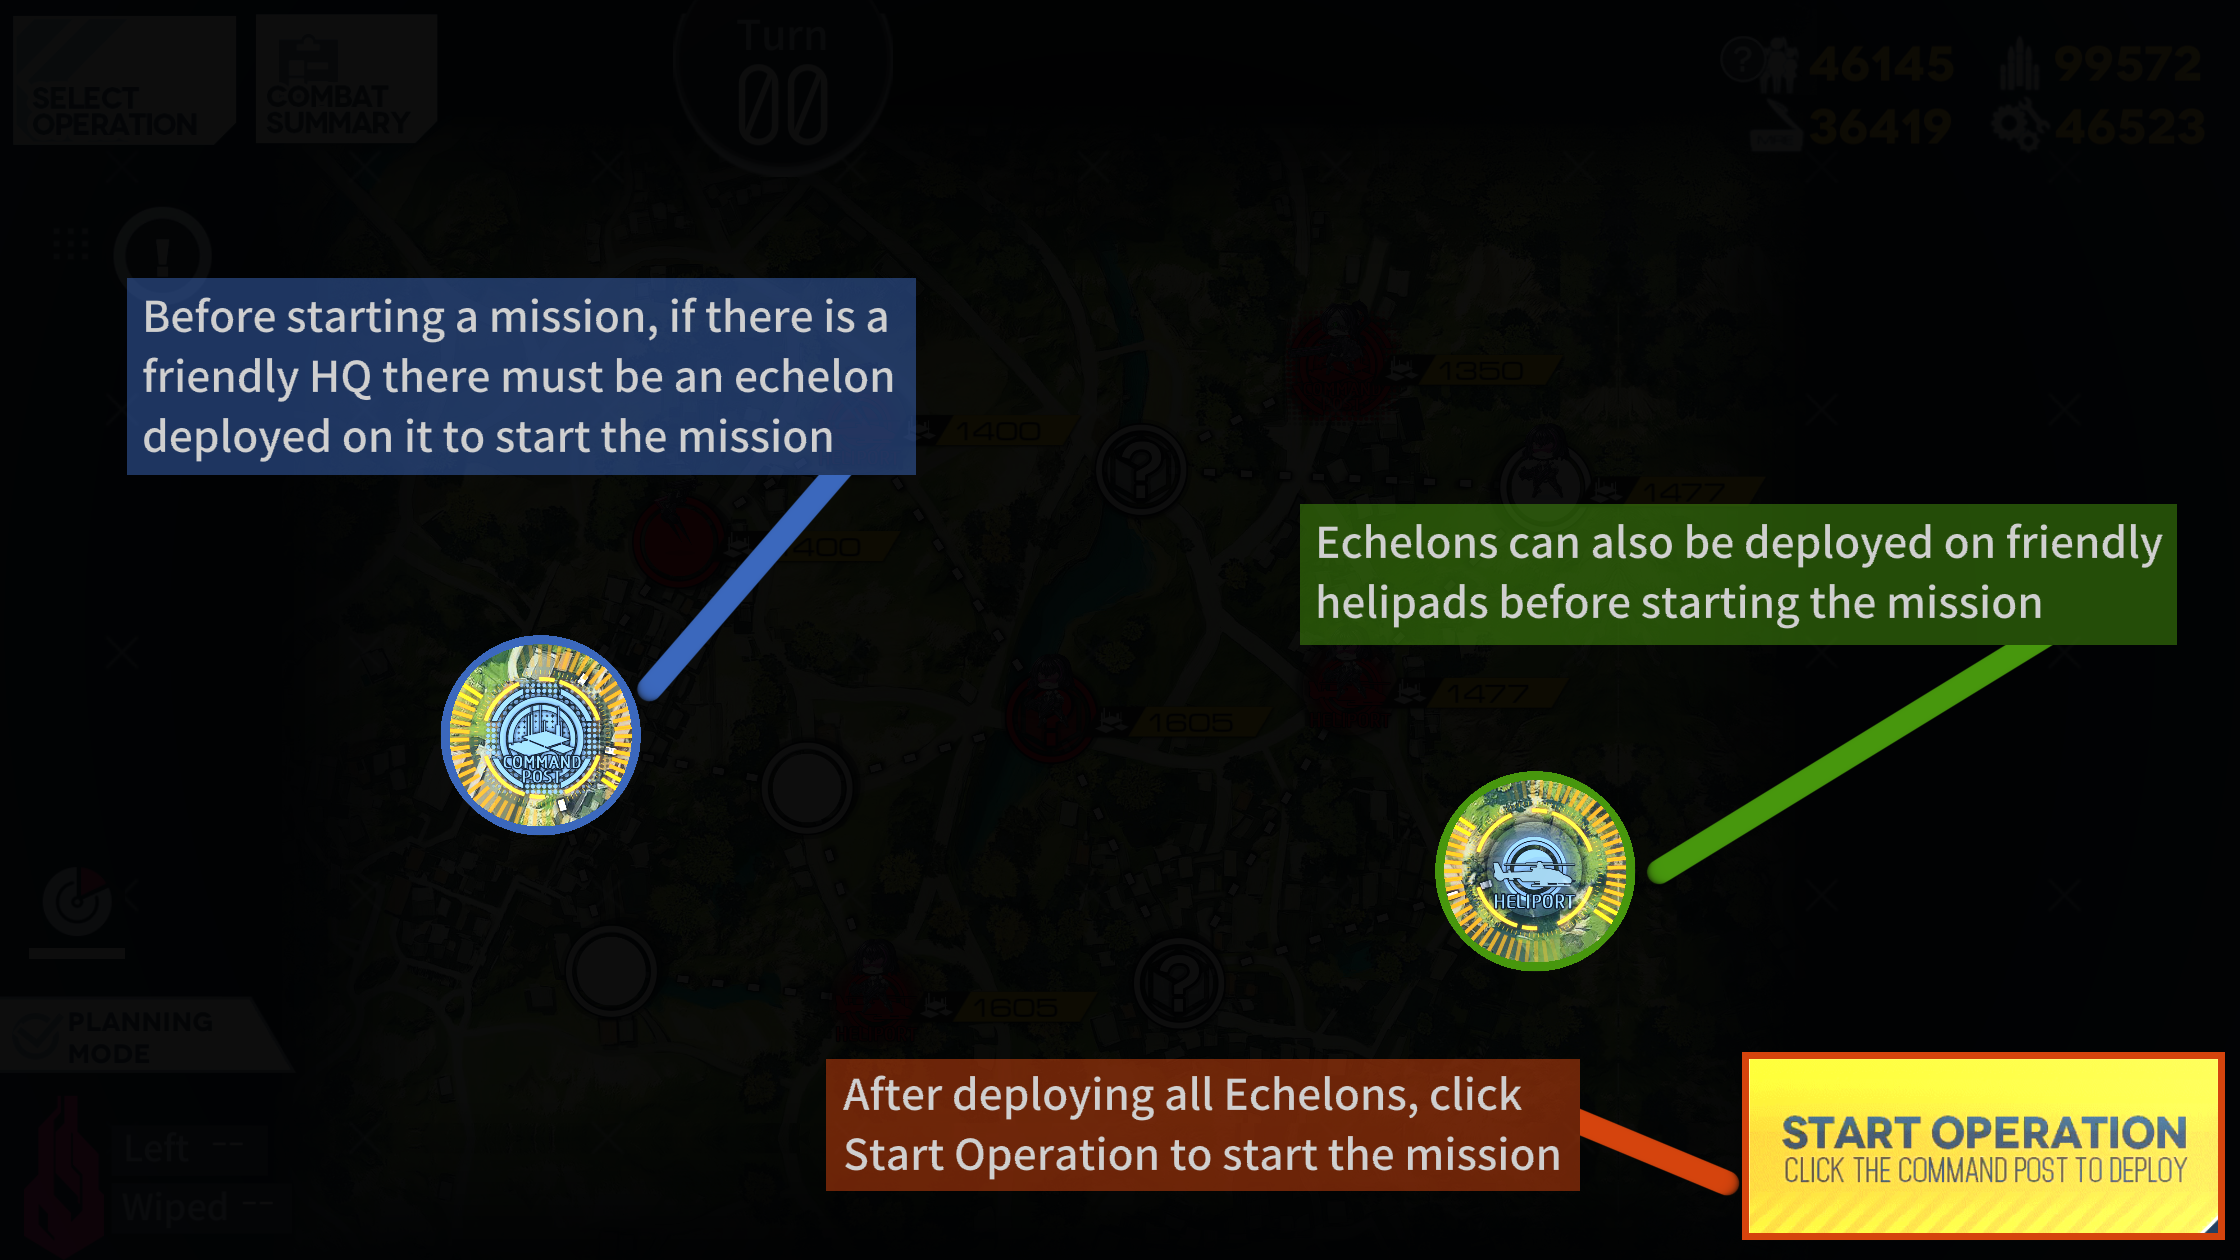 SELECT
OPERATION
COMBAT
SUMMARY
Turn
00
46145
99572
36419
46523
Before starting a mission, if there is a
friendly HQ there must be an echelon
deployed on it to start the mission
1350
1400
1477
400
Echelons can also be deployed on friendly
helipads before starting the mission
COMMAND
POST
1477
1605
HELIPORT
1605
PLANNING
MODE
After deploying all Echelons, click
Start Operation to start the mission
START OPERATION
CLICK THE COMMAND POST TO DEPLOY
Left --
Wiped --